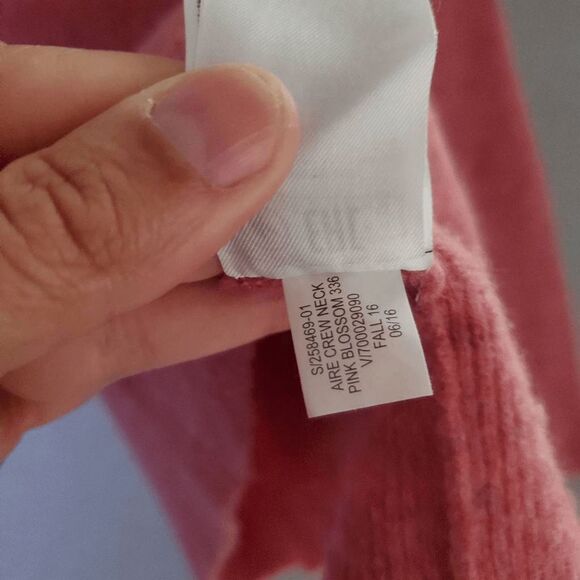 S/258469-01
AIRE CREW NECK
PINK BLOSSOM 336
V/700029090
FALL 16
06/16